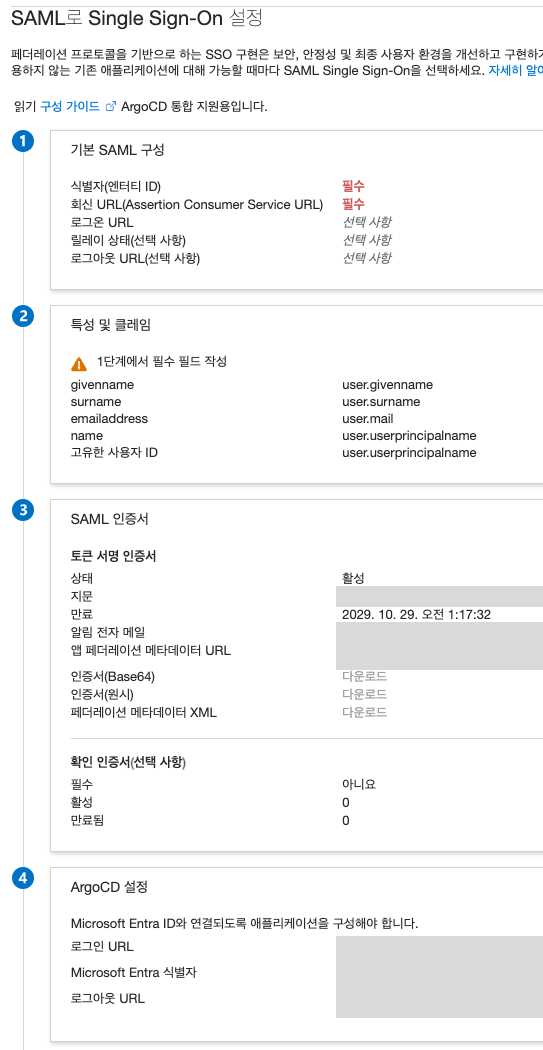 SAML로 Single Sign-On 설정
페더레이션 프로토콜을 기반으로 하는 SSO 구현은 보안, 안정성 및 최종 사용자 환경을 개선하고 구현하기
용하지 않는 기존 애플리케이션에 대해 가능할 때마다 SAML Single Sign-On을 선택하세요. 자세히 알아
읽기 구성 가이드 ArgoCD 통합 지원용입니다.
1
기본 SAML 구성
식별자(엔터티 ID) 필수
회신 URL(Assertion Consumer Service URL) 필수
로그온 URL 선택 사항
릴레이 상태(선택 사항) 선택 사항
로그아웃 URL(선택 사항) 선택 사항
2
특성 및 클레임
1단계에서 필수 필드 작성
givenname user.givenname
surname user.surname
emailaddress user.mail
name user.userprincipalname
고유한 사용자 ID user.userprincipalname
3
SAML 인증서
토큰 서명 인증서
상태 활성
지문
만료 2029. 10. 29. 오전 1:17:32
알림 전자 메일
앱 페더레이션 메타데이터 URL
인증서(Base64) 다운로드
인증서(원시) 다운로드
페더레이션 메타데이터 XML 다운로드
확인 인증서(선택 사항)
필수 아니요
활성 0
만료됨 0
4
ArgoCD 설정
Microsoft Entra ID와 연결되도록 애플리케이션을 구성해야 합니다.
로그인 URL
Microsoft Entra 식별자
로그아웃 URL